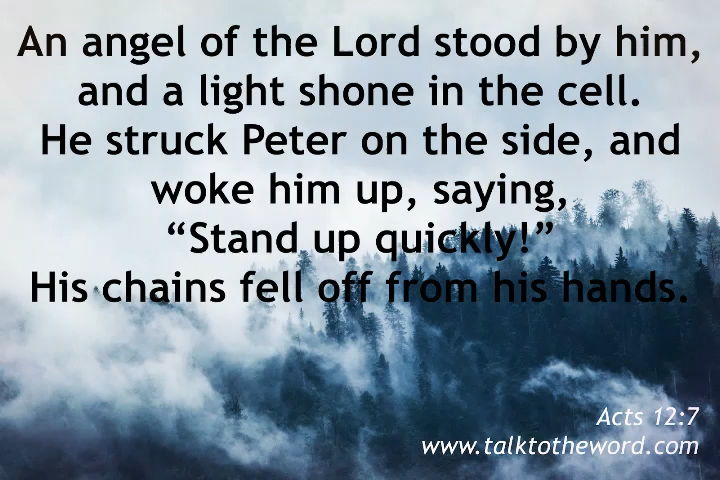 An angel of the Lord stood by him,
and a light shone in the cell.
He struck Peter on the side, and
woke him up, saying,
“Stand up quickly!”
His chains fell off from his hands.
Acts 12:7
www.talktotheword.com